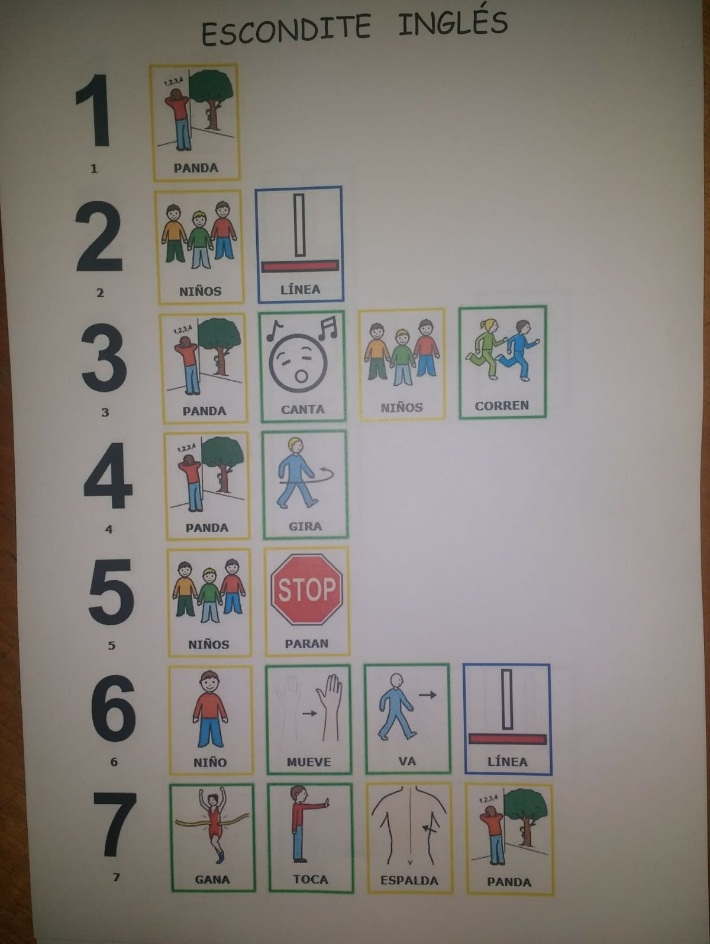 ESCONDITE INGLÉS
1
1,2,3,4
1
PANDA
2
2
NIÑOS
LÍNEA
3
1,2,3,4
3
PANDA
CANTA
NIÑOS
CORREN
4
1,2,3,4
4
PANDA
GIRA
5
STOP
5
NIÑOS
PARAN
6
6
NIÑO
MUEVE
VA
LÍNEA
7
1,2,3,4
7
GANA
TOCA
ESPALDA
PANDA